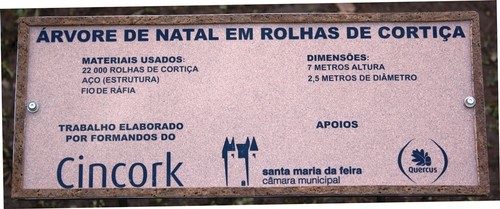 ÁRVORE DE NATAL EM ROLHAS DE CORTIÇA
MATERIAIS USADOS:
22 000 ROLHAS DE CORTIÇA
AÇO (ESTRUTURA)
FIO DE RÁFIA
DIMENSÕES:
7 METROS ALTURA
2,5 METROS DE DIÂMETRO
TRABALHO ELABORADO
POR FORMANDOS DO
Cincork
APOIOS
santa maria da feira
câmara municipal
Quercus